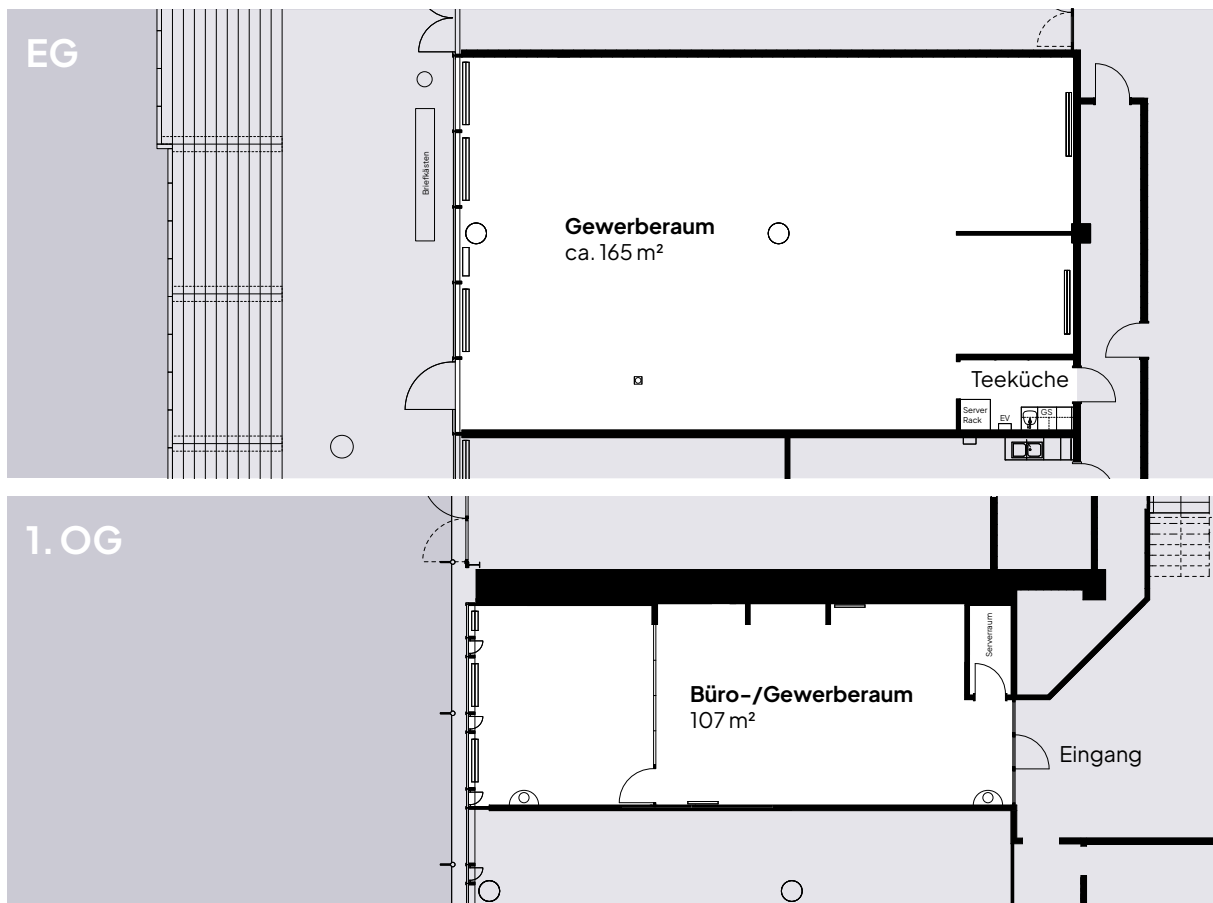 EG
Briefkästen
Gewerberaum
ca. 165 m²
Teeküche
Server
Rack
EV
GS
1. OG
Serverraum
Büro-/Gewerberaum
107 m²
Eingang